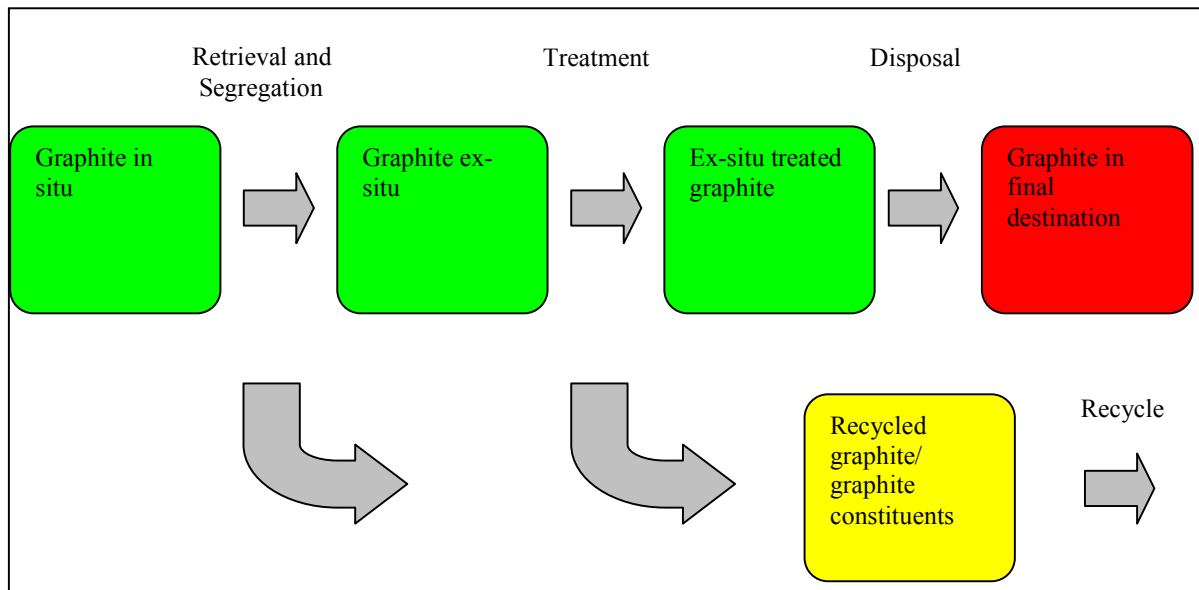 Retrieval and
Segregation
Treatment
Disposal
Graphite in
situ
Graphite ex-
situ
Ex-situ treated
graphite
Graphite in
final
destination
Recycled
graphite/
graphite
constituents
Recycle